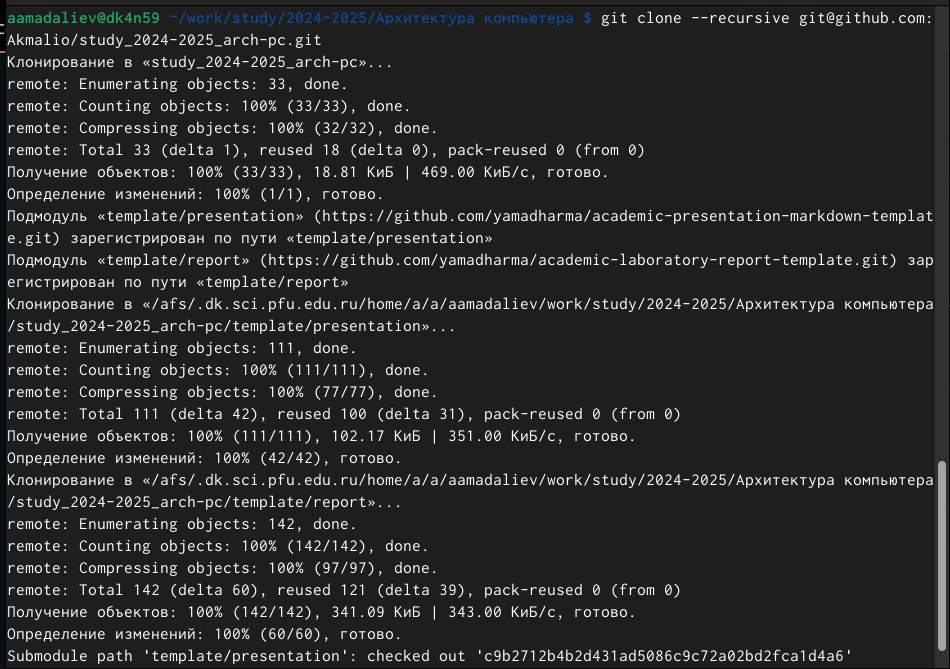 aamadaliev@dk4n59 ~/work/study/2024-2025/Архитектура компьютера $ git clone --recursive git@github.com:
Akmalio/study_2024-2025_arch-pc.git
Клонирование в «study_2024-2025_arch-pc»...
remote: Enumerating objects: 33, done.
remote: Counting objects: 100% (33/33), done.
remote: Compressing objects: 100% (32/32), done.
remote: Total 33 (delta 1), reused 18 (delta 0), pack-reused 0 (from 0)
Получение объектов: 100% (33/33), 18.81 КиБ | 469.00 КиБ/с, готово.
Определение изменений: 100% (1/1), готово.
Подмодуль «template/presentation» (https://github.com/yamadharma/academic-presentation-markdown-templat
e.git) зарегистрирован по пути «template/presentation»
Подмодуль «template/report» (https://github.com/yamadharma/academic-laboratory-report-template.git) зар
егистрирован по пути «template/report»
Клонирование в «/afs/.dk.sci.pfu.edu.ru/home/a/a/aamadaliev/work/study/2024-2025/Архитектура компьютера
/study_2024-2025_arch-pc/template/presentation»...
remote: Enumerating objects: 111, done.
remote: Counting objects: 100% (111/111), done.
remote: Compressing objects: 100% (77/77), done.
remote: Total 111 (delta 42), reused 100 (delta 31), pack-reused 0 (from 0)
Получение объектов: 100% (111/111), 102.17 КиБ | 351.00 КиБ/с, готово.
Определение изменений: 100% (42/42), готово.
Клонирование в «/afs/.dk.sci.pfu.edu.ru/home/a/a/aamadaliev/work/study/2024-2025/Архитектура компьютера
/study_2024-2025_arch-pc/template/report»...
remote: Enumerating objects: 142, done.
remote: Counting objects: 100% (142/142), done.
remote: Compressing objects: 100% (97/97), done.
remote: Total 142 (delta 60), reused 121 (delta 39), pack-reused 0 (from 0)
Получение объектов: 100% (142/142), 341.09 КиБ | 343.00 КиБ/с, готово.
Определение изменений: 100% (60/60), готово.
Submodule path 'template/presentation': checked out 'c9b2712b4b2d431ad5086c9c72a02bd2fca1d4a6'